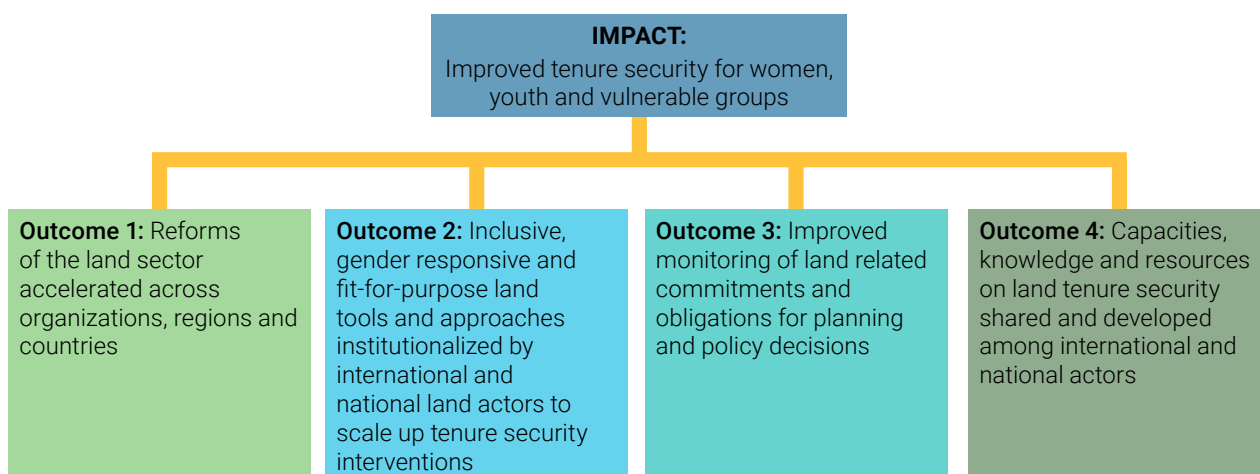 IMPACT:
Improved tenure security for women,
youth and vulnerable groups
Outcome 1: Reforms
of the land sector
accelerated across
organizations, regions and
countries
Outcome 2: Inclusive,
gender responsive and
fit-for-purpose land
tools and approaches
institutionalized by
international and
national land actors to
scale up tenure security
interventions
Outcome 3: Improved
monitoring of land related
commitments and
obligations for planning
and policy decisions
Outcome 4: Capacities,
knowledge and resources
on land tenure security
shared and developed
among international and
national actors